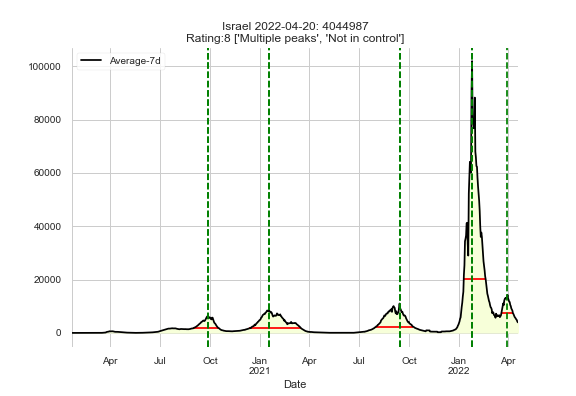 Israel 2022-04-20: 4044987
Rating:8 ['Multiple peaks', 'Not in control']
Average-7d
100000
80000
60000
40000
20000
0
Apr Jul Oct Jan Apr Jul Oct Jan Apr
2021 2022
Date